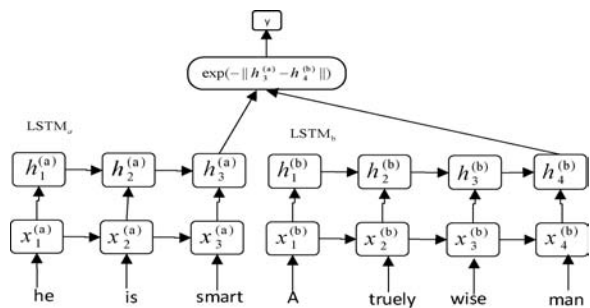 y
exp(−|| h₃⁽ᵃ⁾ − h₄⁽ᵇ⁾ ||)
LSTMₐ LSTM_b
h₁⁽ᵃ⁾ h₂⁽ᵃ⁾ h₃⁽ᵃ⁾ h₁⁽ᵇ⁾ h₂⁽ᵇ⁾ h₃⁽ᵇ⁾ h₄⁽ᵇ⁾
x₁⁽ᵃ⁾ x₂⁽ᵃ⁾ x₃⁽ᵃ⁾ x₁⁽ᵇ⁾ x₂⁽ᵇ⁾ x₃⁽ᵇ⁾ x₄⁽ᵇ⁾
he is smart A truely wise man